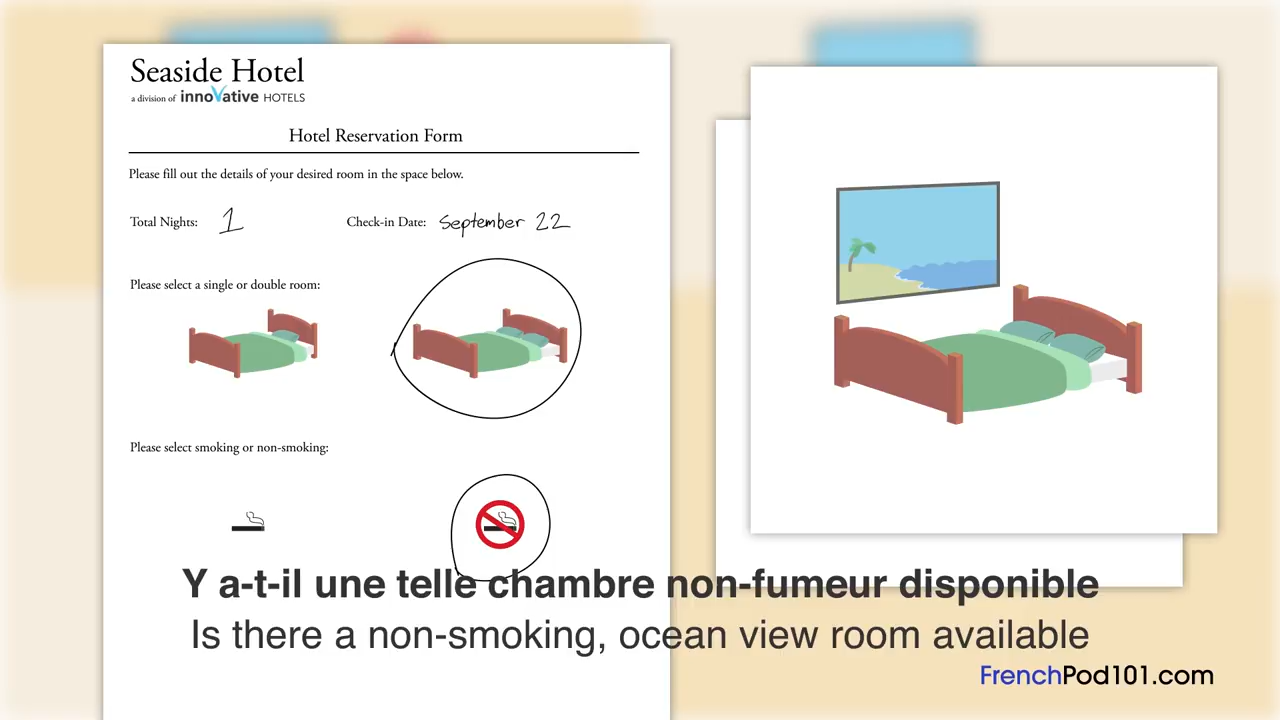 Seaside Hotel
a division of innoVative HOTELS
Hotel Reservation Form
Please fill out the details of your desired room in the space below.
Total Nights: 1 Check-in Date: September 22
Please select a single or double room:
Please select smoking or non-smoking:
Y a-t-il une telle chambre non-fumeur disponible
Is there a non-smoking, ocean view room available
FrenchPod101.com